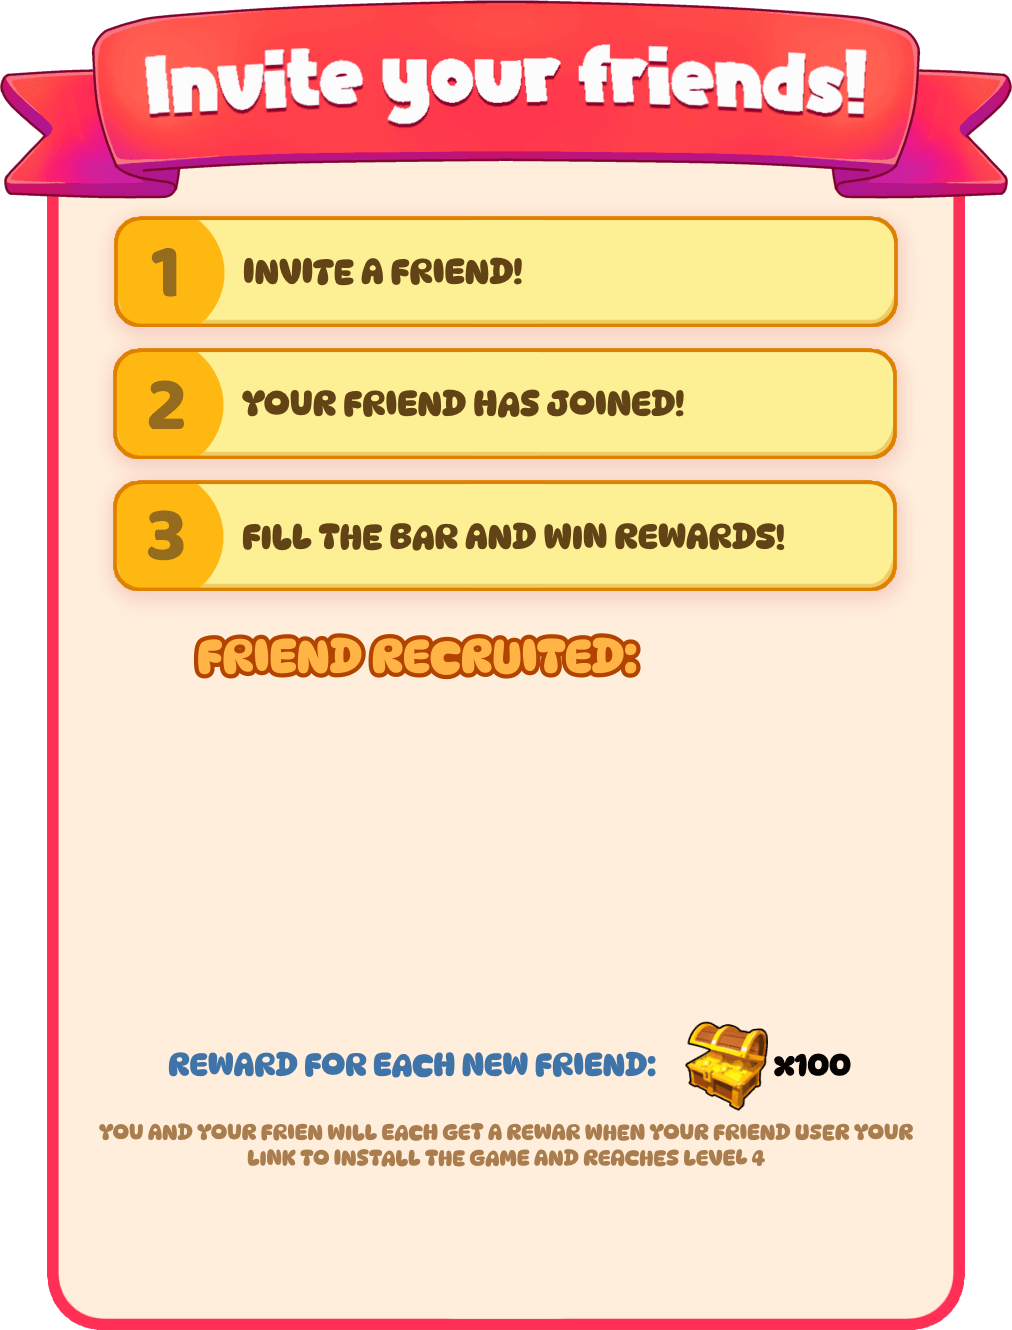 Invite your friends!
1
INVITE A FRIEND!
2
YOUR FRIEND HAS JOINED!
3
FILL THE BAR AND WIN REWARDS!
FRIEND RECRUITED:
REWARD FOR EACH NEW FRIEND:
x100
YOU AND YOUR FRIEN WILL EACH GET A REWAR WHEN YOUR FRIEND USER YOUR
LINK TO INSTALL THE GAME AND REACHES LEVEL 4